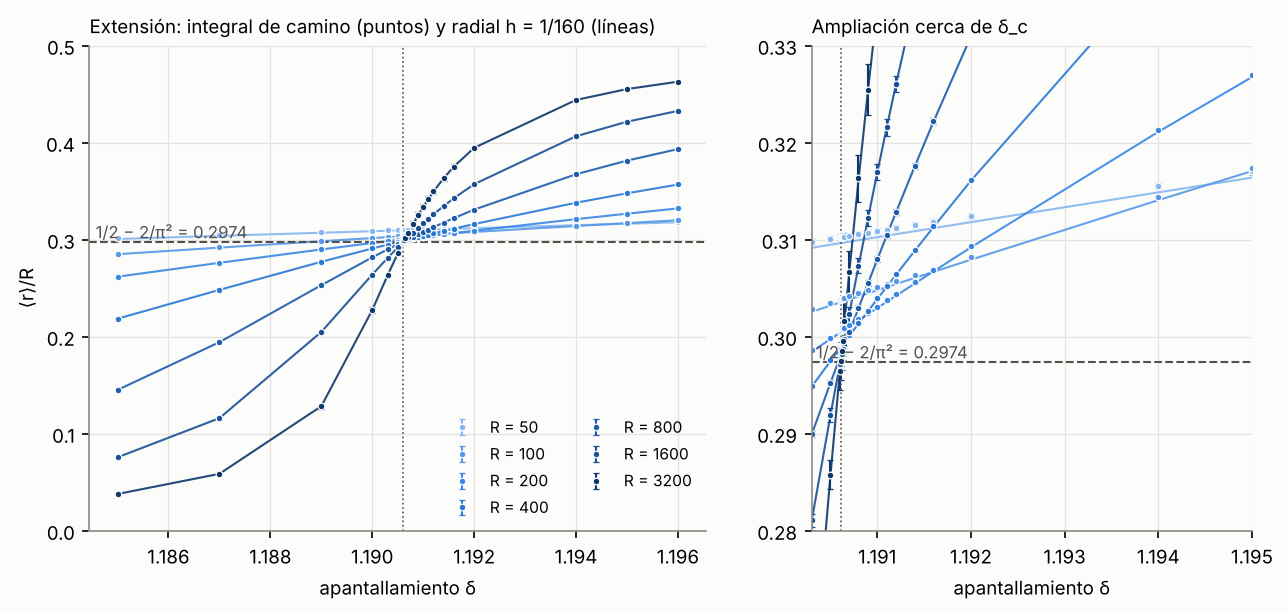 Extensión: integral de camino (puntos) y radial h = 1/160 (líneas)
⟨r⟩/R
0.5
0.4
0.3
0.2
0.1
0.0
1/2 − 2/π² = 0.2974
R = 50
R = 100
R = 200
R = 400
R = 800
R = 1600
R = 3200
1.186
1.188
1.190
1.192
1.194
1.196
apantallamiento δ
Ampliación cerca de δ_c
0.33
0.32
0.31
0.30
0.29
0.28
1/2 − 2/π² = 0.2974
1.191
1.192
1.193
1.194
1.195
apantallamiento δ